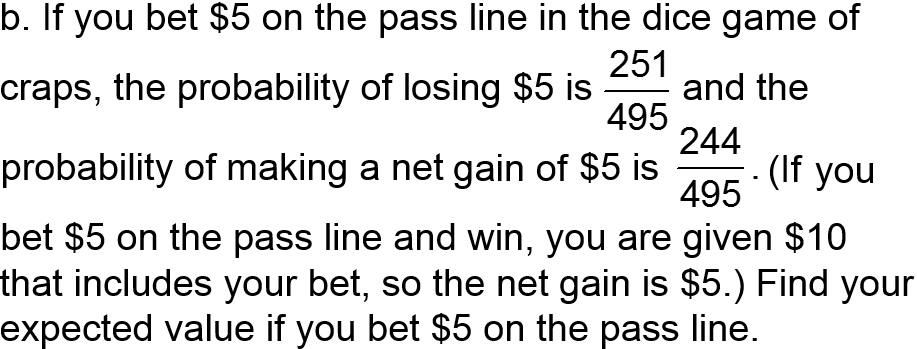 b. If you bet $5 on the pass line in the dice game of
craps, the probability of losing $5 is 251/495 and the
probability of making a net gain of $5 is 244/495. (If you
bet $5 on the pass line and win, you are given $10
that includes your bet, so the net gain is $5.) Find your
expected value if you bet $5 on the pass line.